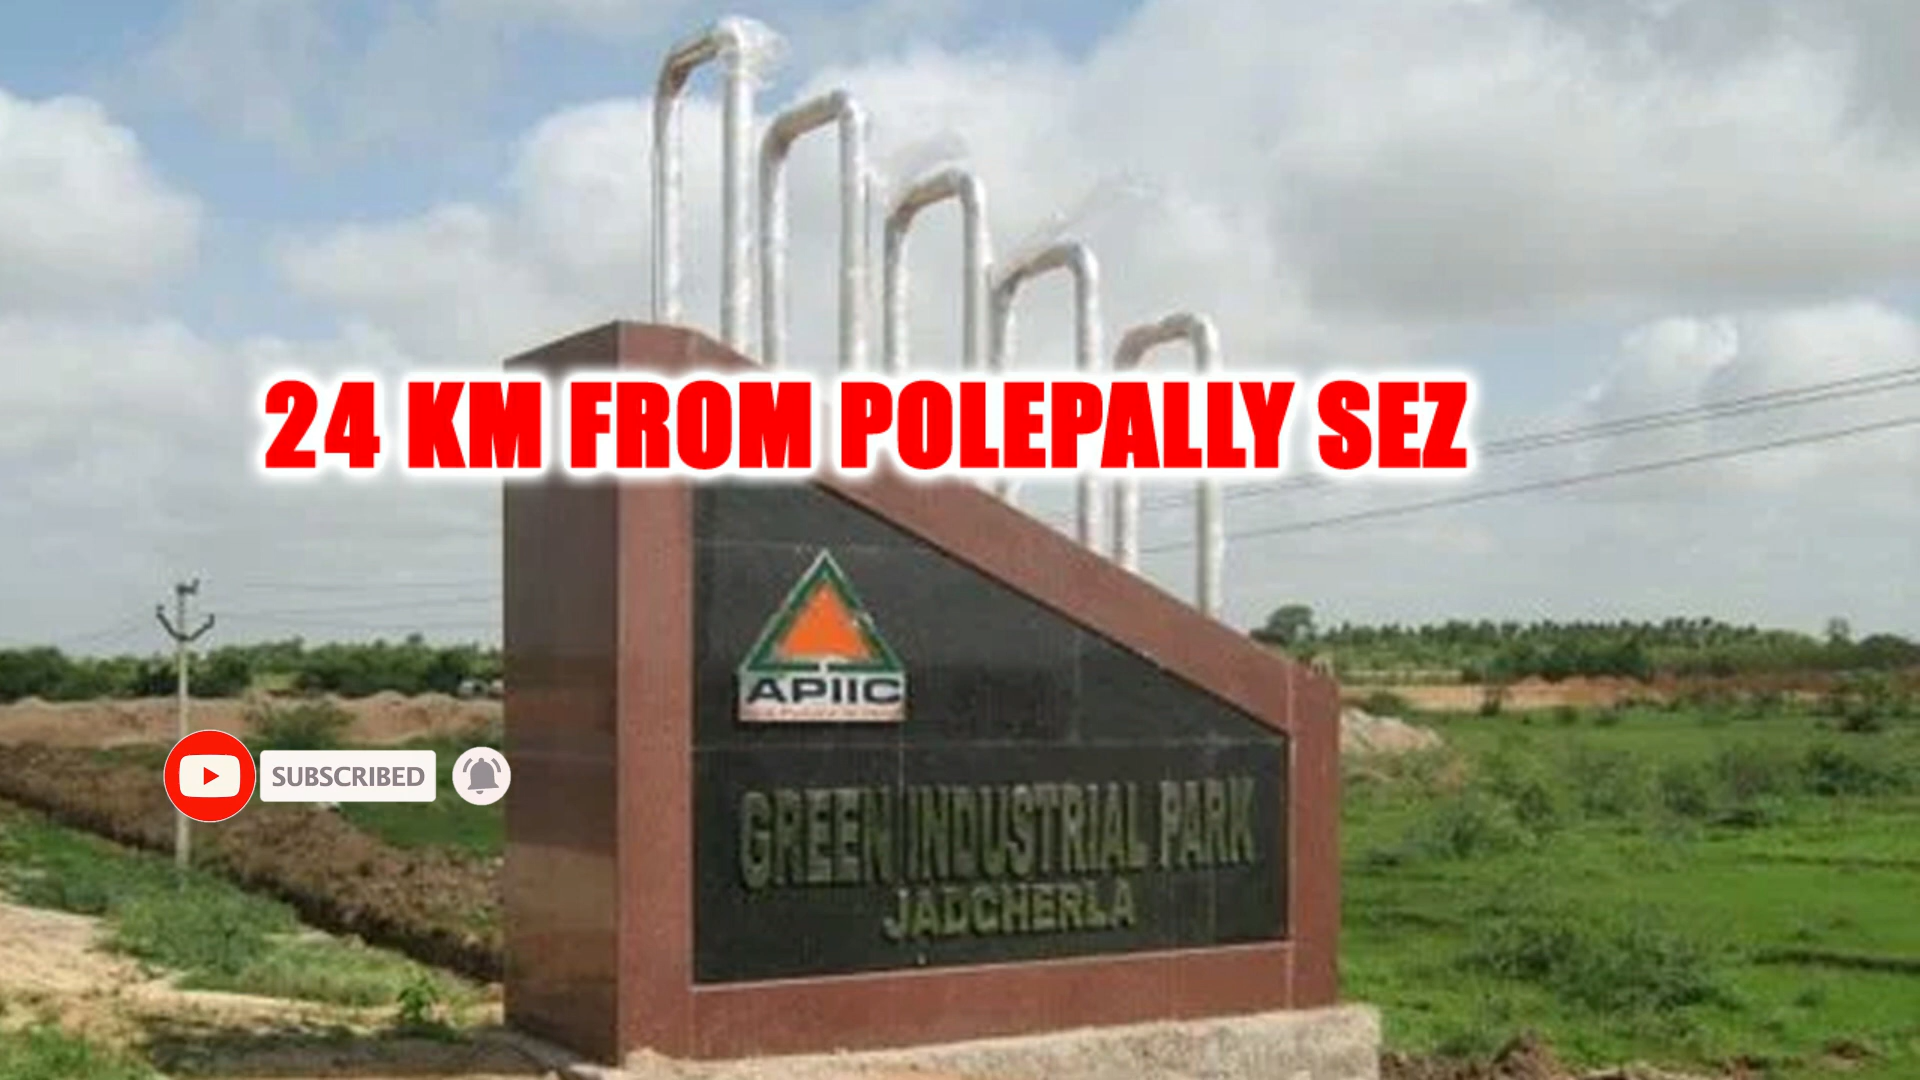 24 KM FROM POLEPALLY SEZ
APIIC
SUBSCRIBED
GREEN INDUSTRIAL PARK
JADCHERLA